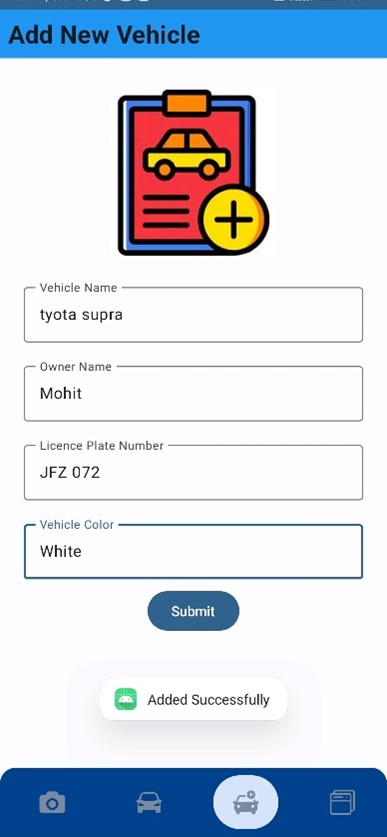 Add New Vehicle
Vehicle Name
tyota supra
Owner Name
Mohit
Licence Plate Number
JFZ 072
Vehicle Color
White
Submit
Added Successfully